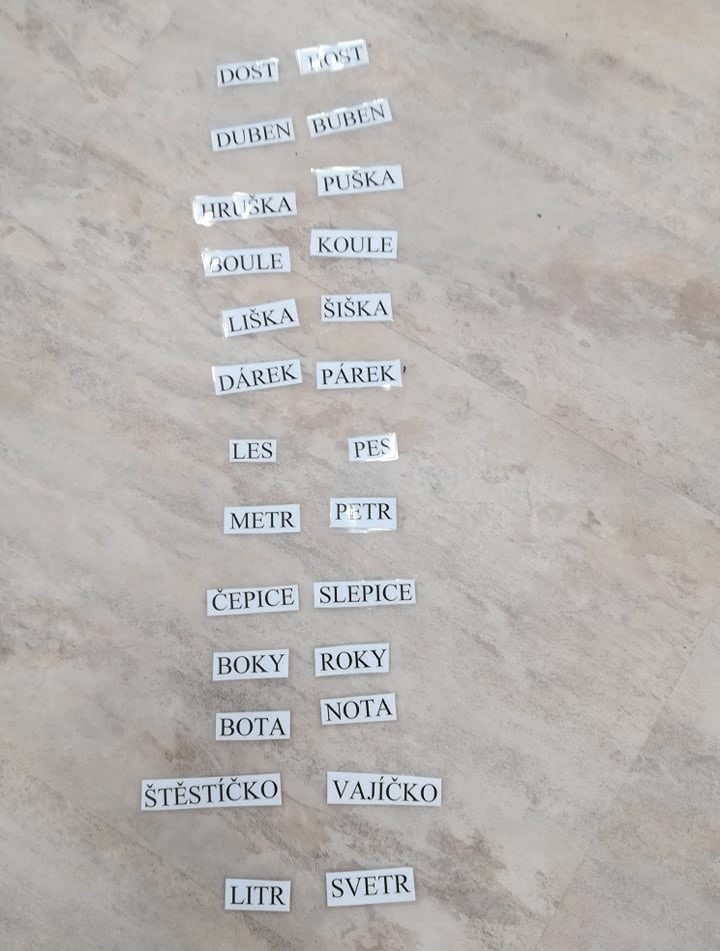 DOST HOST
DUBEN BUBEN
HRUŠKA PUŠKA
BOULE KOULE
LIŠKA ŠIŠKA
DÁREK PÁREK
LES PES
METR PETR
ČEPICE SLEPICE
BOKY ROKY
BOTA NOTA
ŠTĚSTÍČKO VAJÍČKO
LITR SVETR